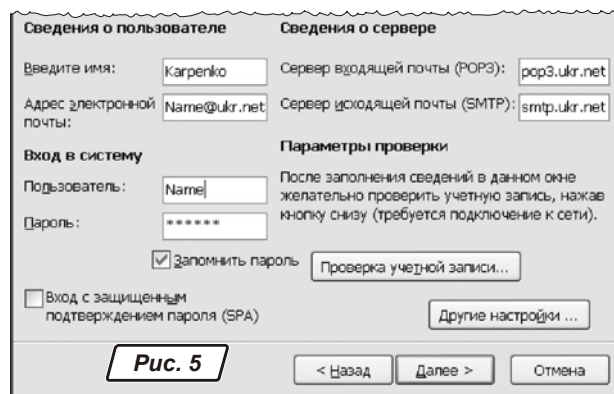 Сведения о пользователе
Введите имя: Karpenko
Адрес электронной почты: Name@ukr.net
Вход в систему
Пользователь: Name
Пароль: ******
Запомнить пароль
Вход с защищенным
подтверждением пароля (SPA)
Сведения о сервере
Сервер входящей почты (POP3): pop3.ukr.net
Сервер исходящей почты (SMTP): smtp.ukr.net
Параметры проверки
После заполнения сведений в данном окне
желательно проверить учетную запись, нажав
кнопку снизу (требуется подключение к сети).
Проверка учетной записи...
Другие настройки ...
Рис. 5
< Назад
Далее >
Отмена